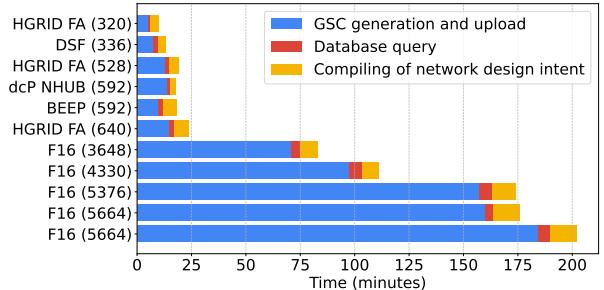 HGRID FA (320)
DSF (336)
HGRID FA (528)
dcP NHUB (592)
BEEP (592)
HGRID FA (640)
F16 (3648)
F16 (4330)
F16 (5376)
F16 (5664)
F16 (5664)
GSC generation and upload
Database query
Compiling of network design intent
0 25 50 75 100 125 150 175 200
Time (minutes)